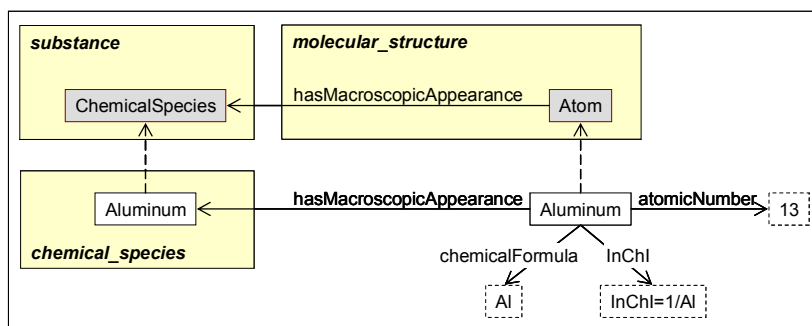 substance
molecular_structure
hasMacroscopicAppearance
ChemicalSpecies
Atom
hasMacroscopicAppearance
atomicNumber
Aluminum
Aluminum
13
chemical_species
chemicalFormula
InChI
Al
InChI=1/Al